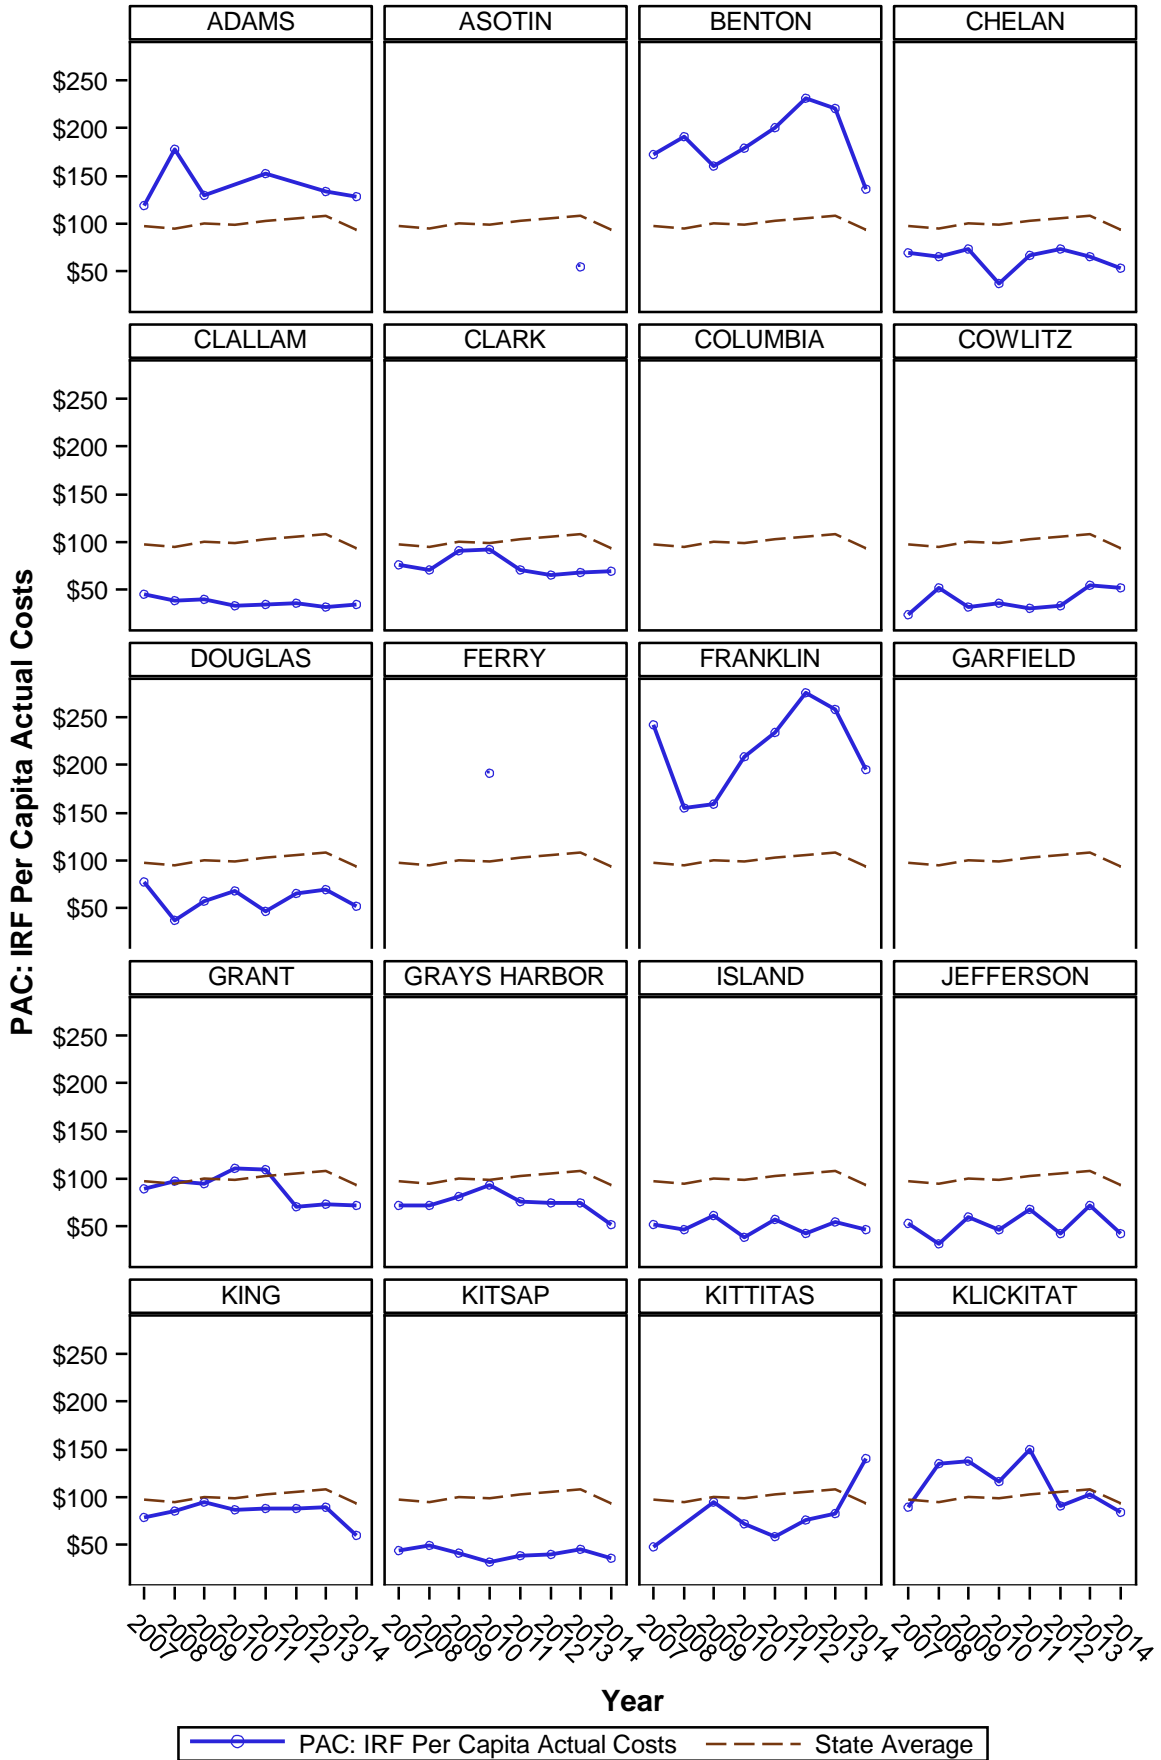 ADAMS ASOTIN BENTON CHELAN
$250
$200
$150
$100
$50
CLALLAM CLARK COLUMBIA COWLITZ
$250
$200
$150
$100
$50
DOUGLAS FERRY FRANKLIN GARFIELD
$250
$200
$150
$100
$50
GRANT GRAYS HARBOR ISLAND JEFFERSON
$250
$200
$150
$100
$50
KING KITSAP KITTITAS KLICKITAT
$250
$200
$150
$100
$50
PAC: IRF Per Capita Actual Costs
2007 2008 2009 2010 2011 2012 2013 2014 2007 2008 2009 2010 2011 2012 2013 2014 2007 2008 2009 2010 2011 2012 2013 2014 2007 2008 2009 2010 2011 2012 2013 2014
Year
PAC: IRF Per Capita Actual Costs State Average